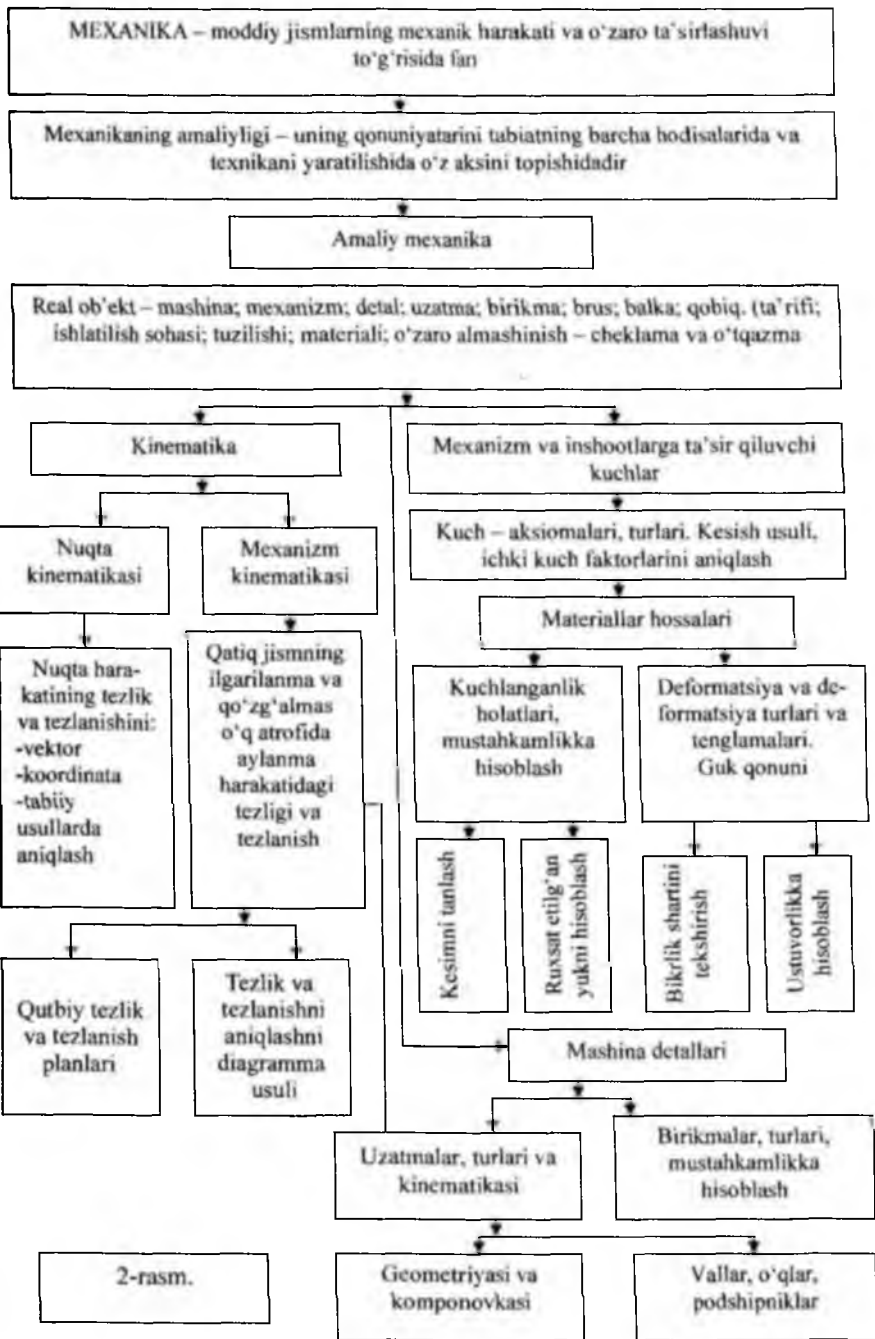 MEXANIKA – moddiy jismlarning mexanik harakati va o‘zaro ta’sirlashuvi
to‘g‘risida fan
Mexanikaning amaliyligi – uning qonuniyatarini tabiatning barcha hodisalarida va
texnikani yaratilishida o‘z aksini topishidadir
Amaliy mexanika
Real ob’ekt – mashina; mexanizm; detal; uzatma; birikma; brus; balka; qobiq. (ta’rifi;
ishlatilish sohasi; tuzilishi; materiali; o‘zaro almashinish – cheklama va o‘tqazma
Kinematika
Mexanizm va inshootlarga ta’sir qiluvchi
kuchlar
Nuqta
kinematikasi
Mexanizm
kinematikasi
Kuch – aksiomalari, turlari. Kesish usuli,
ichki kuch faktorlarini aniqlash
Materiallar hossalari
Nuqta hara-
katining tezlik
va tezlanishini:
-vektor
-koordinata
-tabiiy
usullarda
aniqlash
Qatiq jismning
ilgarilanma va
qo‘zg‘almas
o‘q atrofida
aylanma
harakatidagi
tezligi va
tezlanish
Kuchlanganlik
holatlari,
mustahkamlikka
hisoblash
Deformatsiya va de-
formatsiya turlari va
tenglamalari.
Guk qonuni
Kesimni tanlash
Ruxsat etilg‘an
yukni hisoblash
Bikrlik shartini
tekshirish
Ustuvorlikka
hisoblash
Qutbiy tezlik
va tezlanish
planlari
Tezlik va
tezlanishni
aniqlashni
diagramma
usuli
Mashina detallari
Uzatmalar, turlari va
kinematikasi
Birikmalar, turlari,
mustahkamlikka
hisoblash
2-rasm.
Geometriyasi va
komponovkasi
Vallar, o‘qlar,
podshipniklar